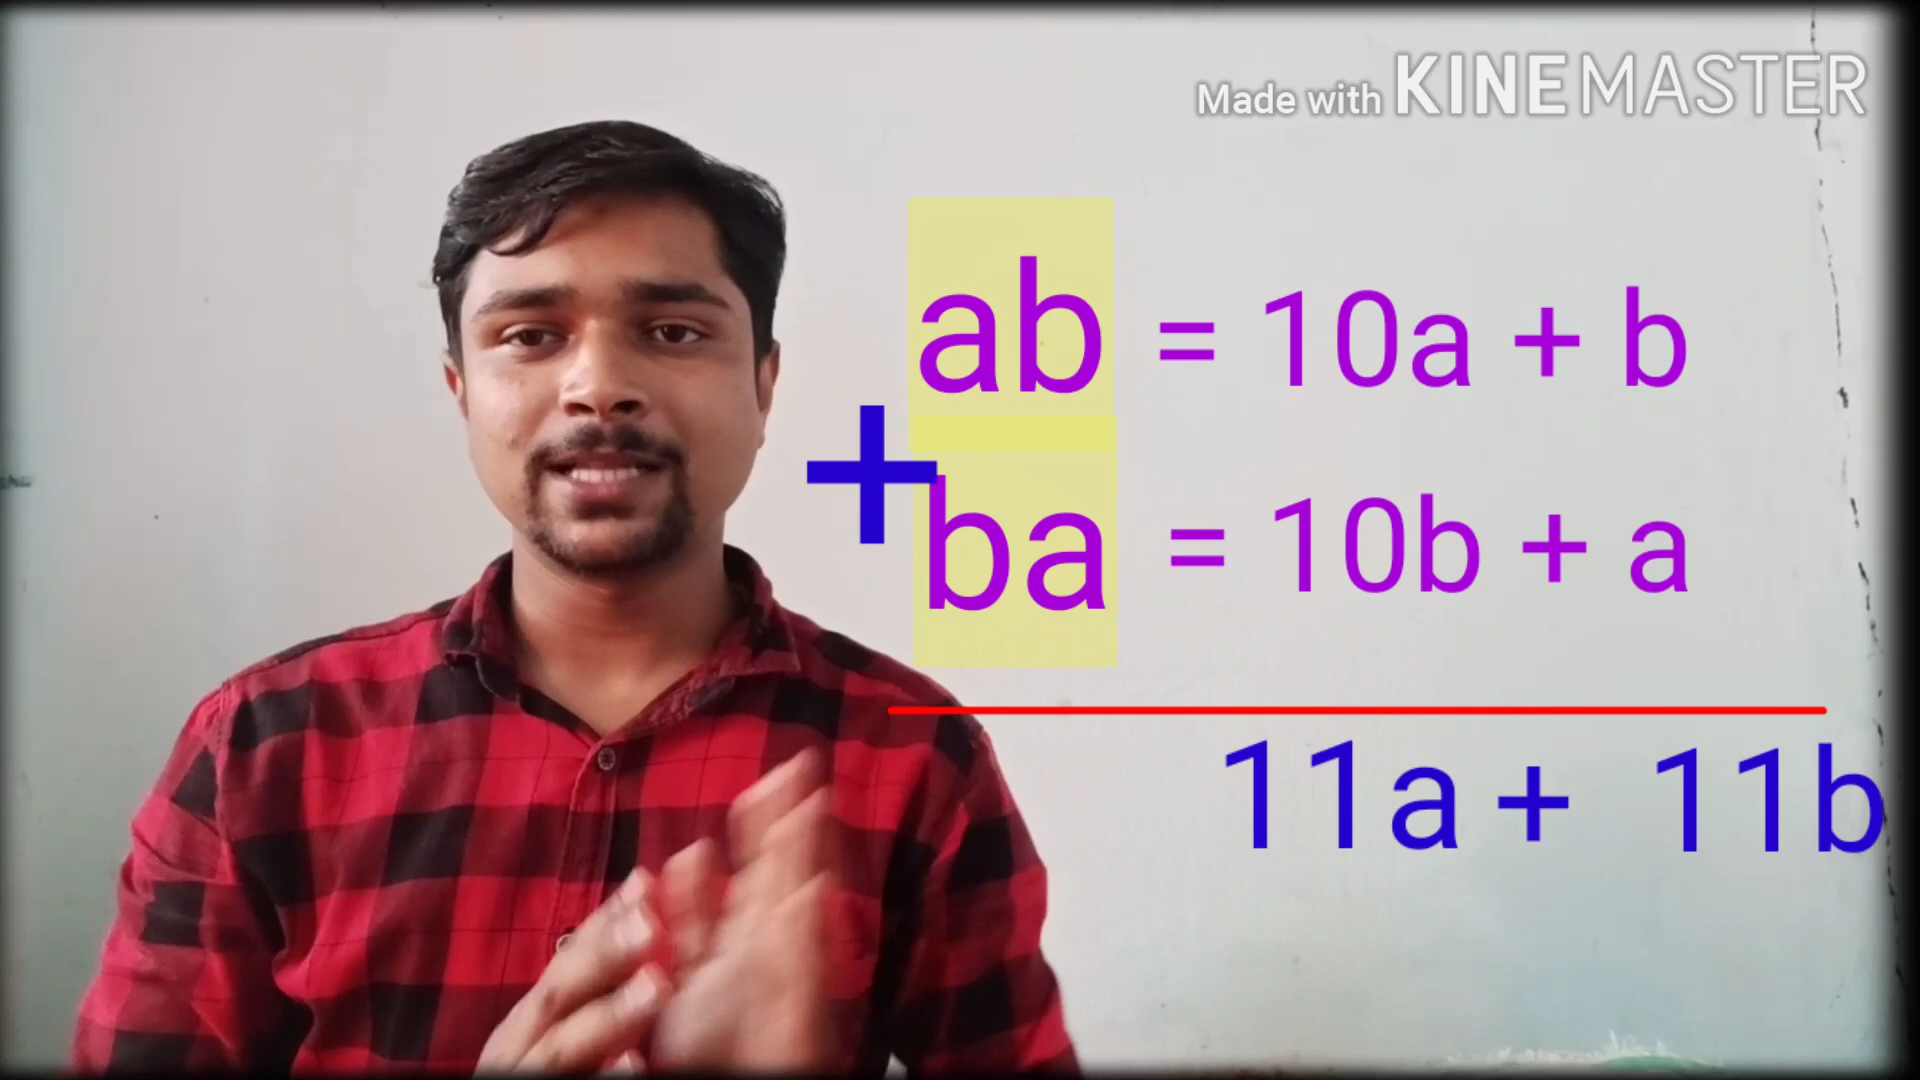 Made with KINEMASTER
ab = 10a + b
+
ba = 10b + a
11a + 11b